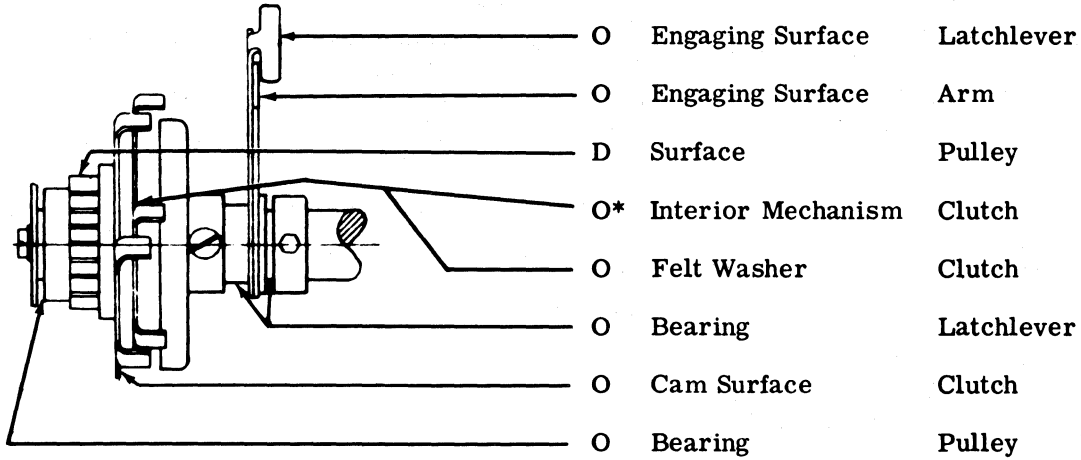 O Engaging Surface Latchlever
O Engaging Surface Arm
D Surface Pulley
O* Interior Mechanism Clutch
O Felt Washer Clutch
O Bearing Latchlever
O Cam Surface Clutch
O Bearing Pulley